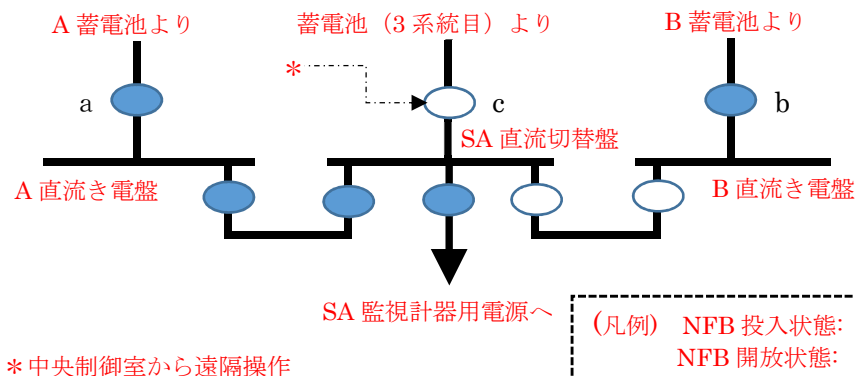 A 蓄電池より
蓄電池（3 系統目）より
B 蓄電池より
＊
a
c
b
SA 直流切替盤
A 直流き電盤
B 直流き電盤
SA 監視計器用電源へ
(凡例) NFB 投入状態:
NFB 開放状態:
＊中央制御室から遠隔操作